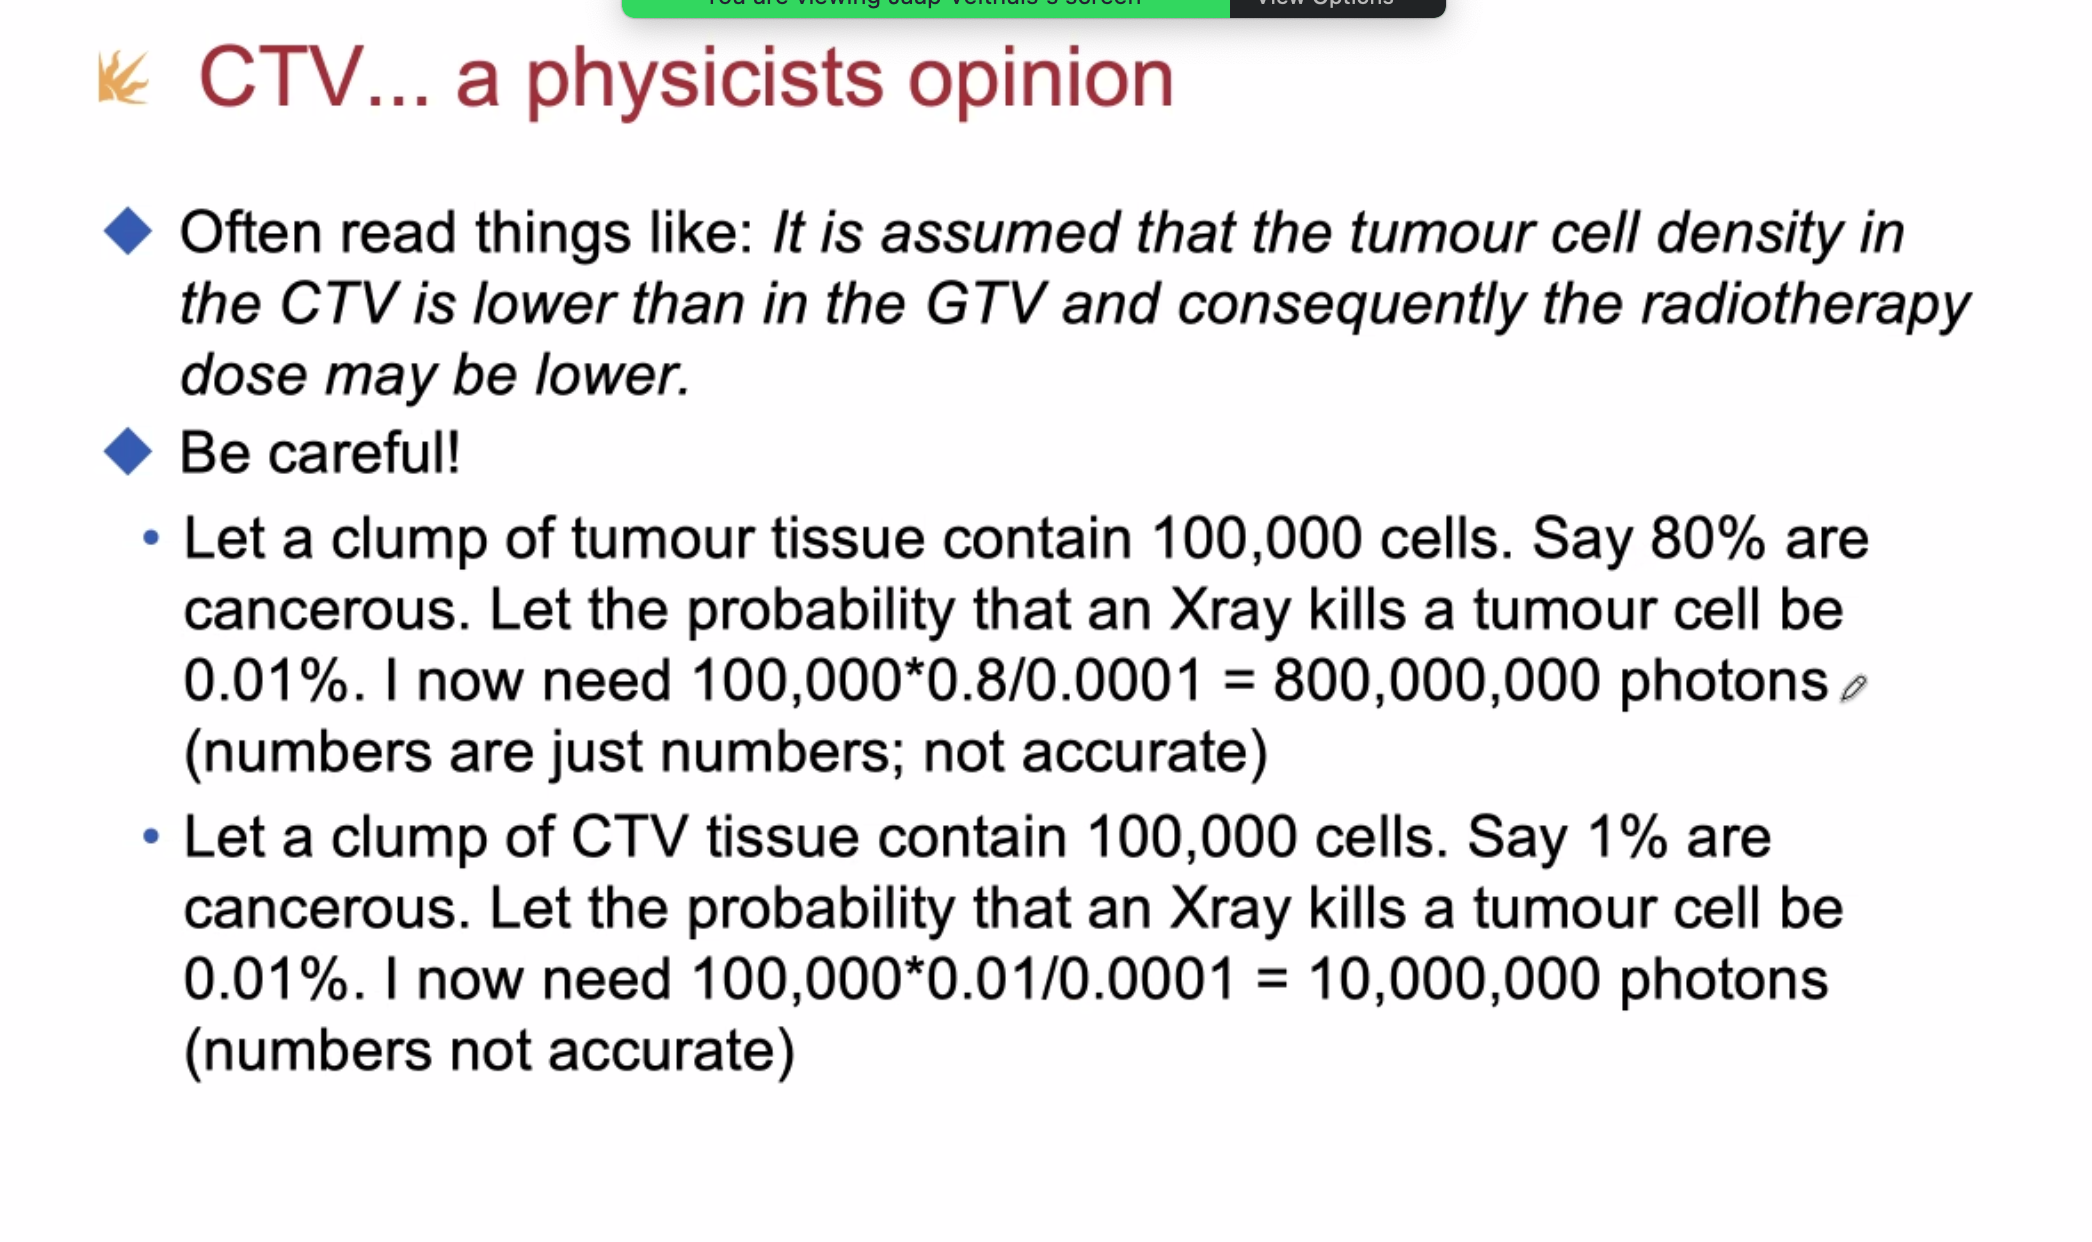 CTV... a physicists opinion
Often read things like: It is assumed that the tumour cell density in
the CTV is lower than in the GTV and consequently the radiotherapy
dose may be lower.
Be careful!
Let a clump of tumour tissue contain 100,000 cells. Say 80% are
cancerous. Let the probability that an Xray kills a tumour cell be
0.01%. I now need 100,000*0.8/0.0001 = 800,000,000 photons
(numbers are just numbers; not accurate)
Let a clump of CTV tissue contain 100,000 cells. Say 1% are
cancerous. Let the probability that an Xray kills a tumour cell be
0.01%. I now need 100,000*0.01/0.0001 = 10,000,000 photons
(numbers not accurate)